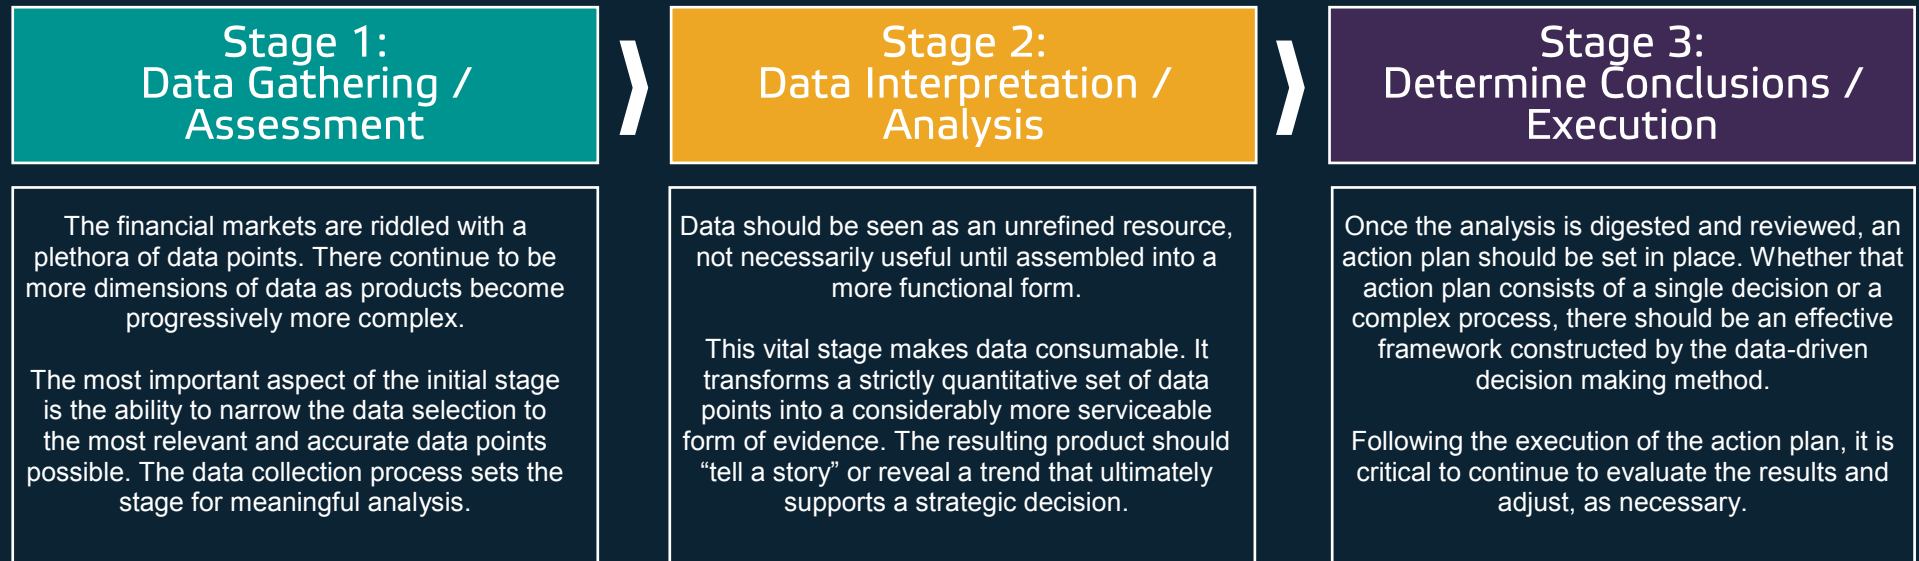 Stage 1:
Data Gathering /
Assessment
The financial markets are riddled with a
plethora of data points. There continue to be
more dimensions of data as products become
progressively more complex.
The most important aspect of the initial stage
is the ability to narrow the data selection to
the most relevant and accurate data points
possible. The data collection process sets the
stage for meaningful analysis.
Stage 2:
Data Interpretation /
Analysis
Data should be seen as an unrefined resource,
not necessarily useful until assembled into a
more functional form.
This vital stage makes data consumable. It
transforms a strictly quantitative set of data
points into a considerably more serviceable
form of evidence. The resulting product should
“tell a story” or reveal a trend that ultimately
supports a strategic decision.
Stage 3:
Determine Conclusions /
Execution
Once the analysis is digested and reviewed, an
action plan should be set in place. Whether that
action plan consists of a single decision or a
complex process, there should be an effective
framework constructed by the data-driven
decision making method.
Following the execution of the action plan, it is
critical to continue to evaluate the results and
adjust, as necessary.